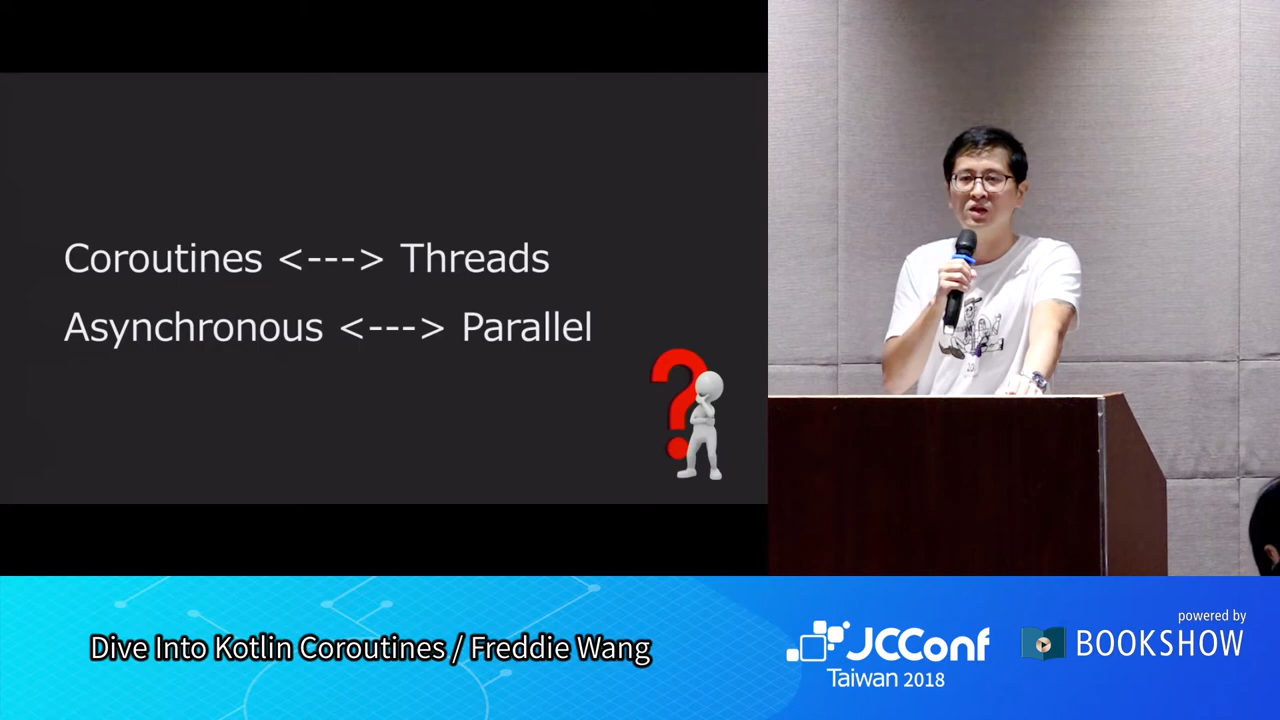 Coroutines <---> Threads
Asynchronous <---> Parallel
?
Dive Into Kotlin Coroutines / Freddie Wang
JCConf
Taiwan 2018
powered by
BOOKSHOW